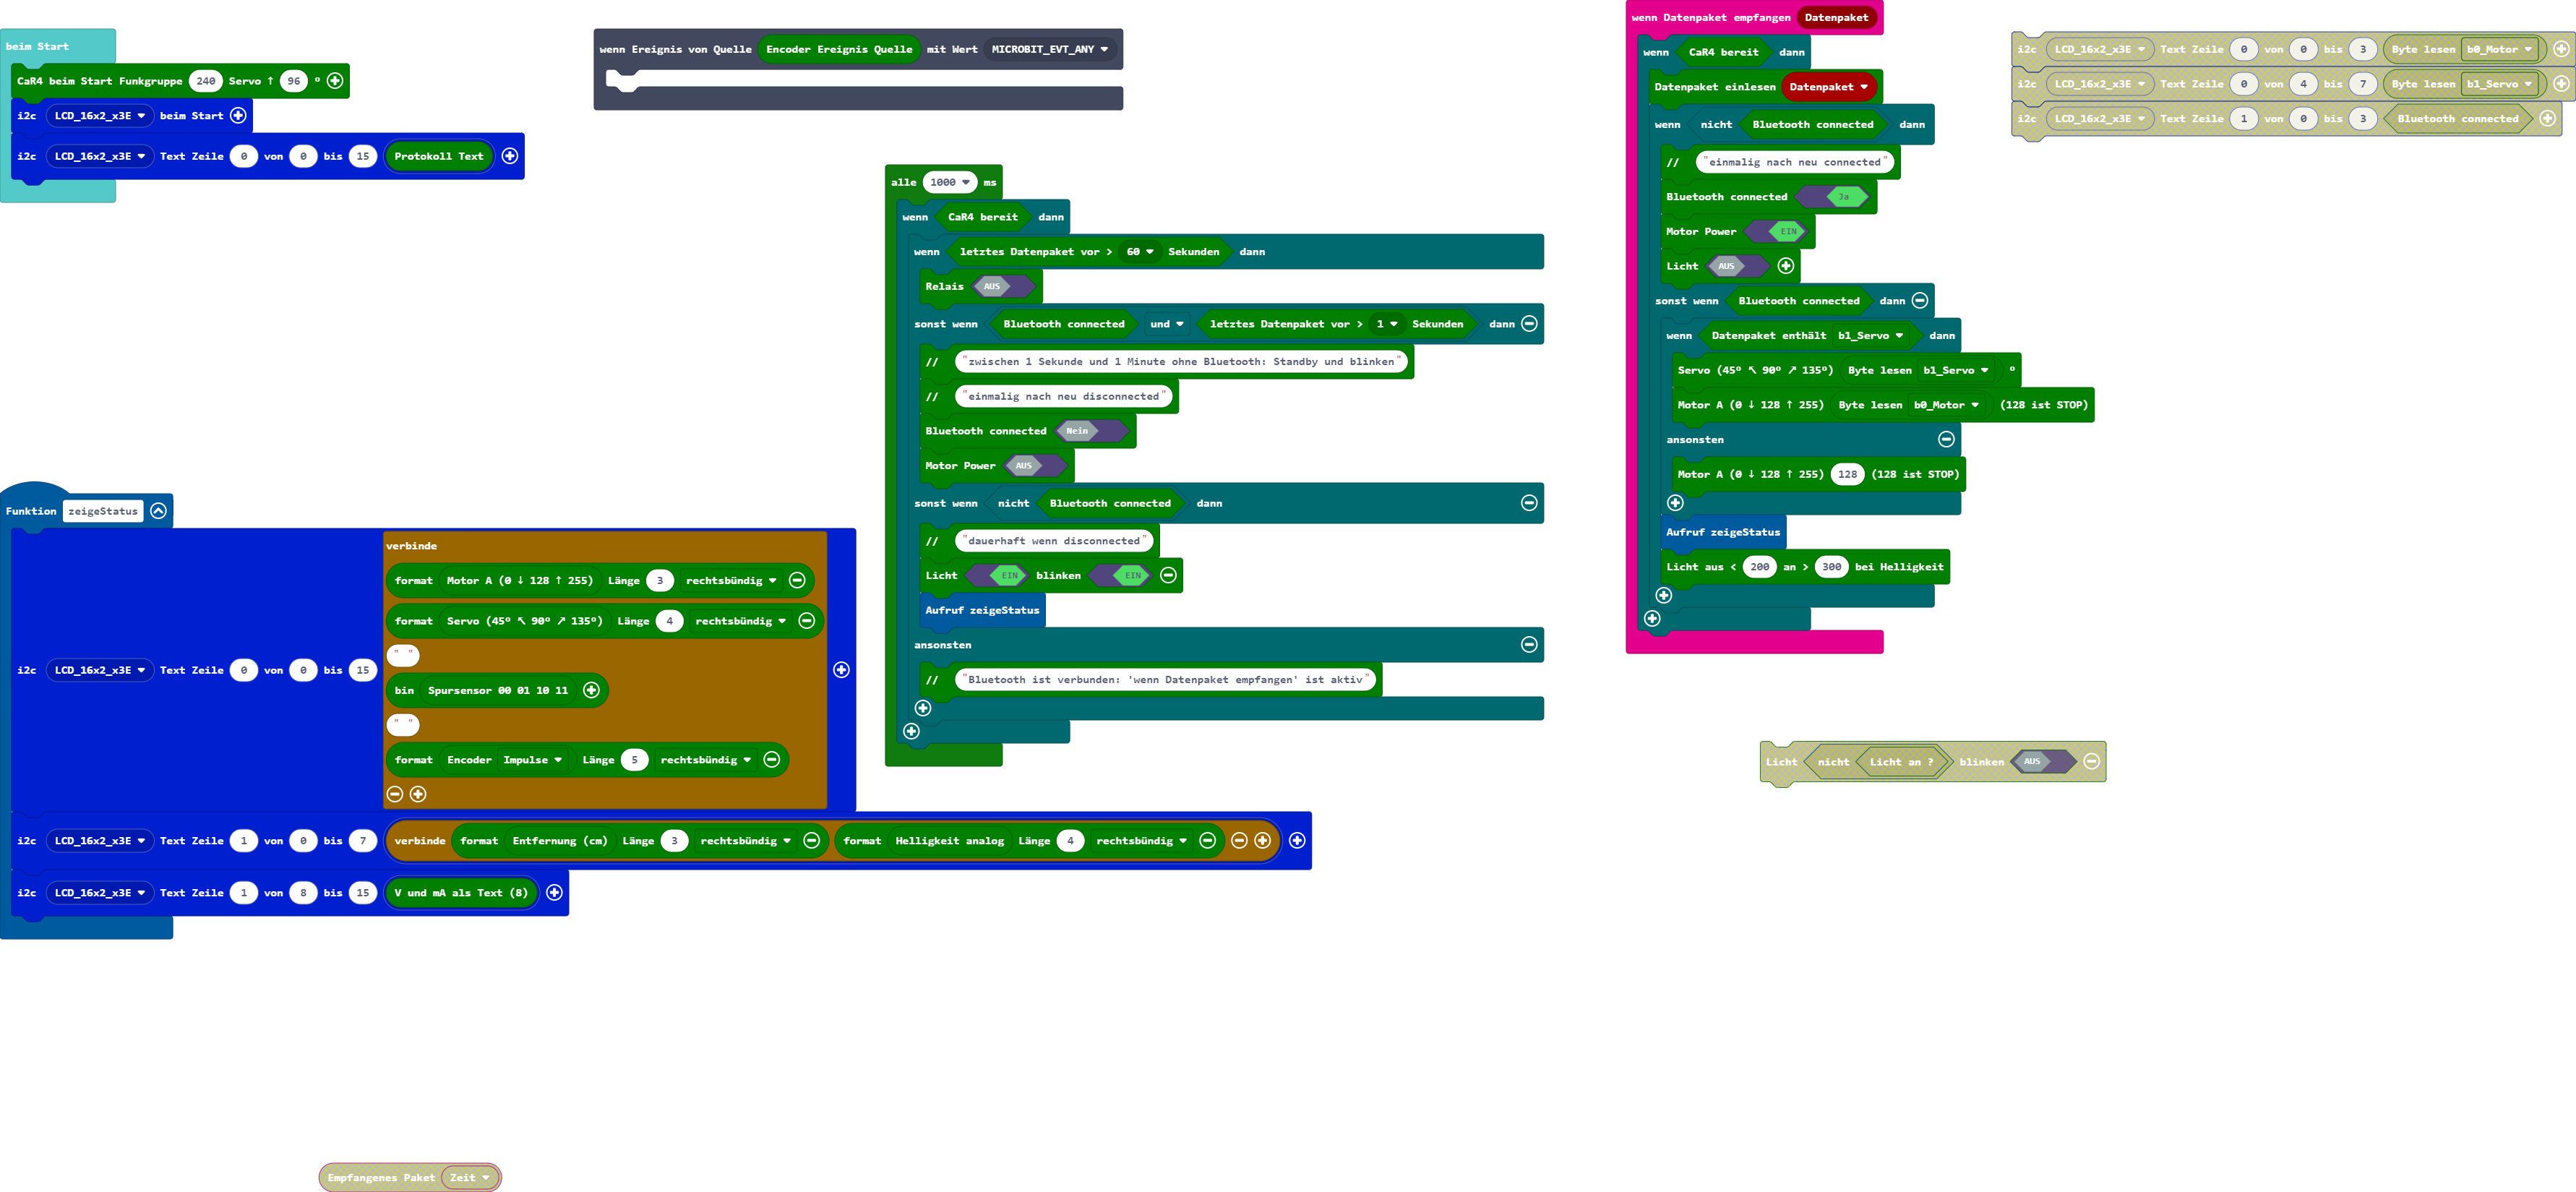 beim Start
CaR4 beim Start Funkgruppe 240 Servo ↑ 96 °
i2c LCD_16x2_x3E beim Start
i2c LCD_16x2_x3E Text Zeile 0 von 0 bis 15 Protokoll Text
wenn Ereignis von Quelle Encoder Ereignis Quelle mit Wert MICROBIT_EVT_ANY
alle 1000 ms
wenn CaR4 bereit dann
wenn letztes Datenpaket vor > 60 Sekunden dann
Relais AUS
sonst wenn Bluetooth connected und letztes Datenpaket vor > 1 Sekunden dann
// "zwischen 1 Sekunde und 1 Minute ohne Bluetooth: Standby und blinken"
// "einmalig nach neu disconnected"
Bluetooth connected Nein
Motor Power AUS
sonst wenn nicht Bluetooth connected dann
// "dauerhaft wenn disconnected"
Licht EIN blinken EIN
Aufruf zeigeStatus
ansonsten
// "Bluetooth ist verbunden: 'wenn Datenpaket empfangen' ist aktiv"
wenn Datenpaket empfangen Datenpaket
wenn CaR4 bereit dann
Datenpaket einlesen Datenpaket
wenn nicht Bluetooth connected dann
// "einmalig nach neu connected"
Bluetooth connected Ja
Motor Power EIN
Licht AUS
sonst wenn Bluetooth connected dann
wenn Datenpaket enthält b1_Servo dann
Servo (45° ↖ 90° ↗ 135°) Byte lesen b1_Servo °
Motor A (0 ↓ 128 ↑ 255) Byte lesen b0_Motor (128 ist STOP)
ansonsten
Motor A (0 ↓ 128 ↑ 255) 128 (128 ist STOP)
Aufruf zeigeStatus
Licht aus < 200 an > 300 bei Helligkeit
i2c LCD_16x2_x3E Text Zeile 0 von 0 bis 3 Byte lesen b0_Motor
i2c LCD_16x2_x3E Text Zeile 0 von 4 bis 7 Byte lesen b1_Servo
i2c LCD_16x2_x3E Text Zeile 1 von 0 bis 3 Bluetooth connected
Licht nicht Licht an ? blinken AUS
Funktion zeigeStatus
i2c LCD_16x2_x3E Text Zeile 0 von 0 bis 15
verbinde
format Motor A (0 ↓ 128 ↑ 255) Länge 3 rechtsbündig
format Servo (45° ↖ 90° ↗ 135°) Länge 4 rechtsbündig
" "
bin Spursensor 00 01 10 11
" "
format Encoder Impulse Länge 5 rechtsbündig
i2c LCD_16x2_x3E Text Zeile 1 von 0 bis 7 verbinde format Entfernung (cm) Länge 3 rechtsbündig format Helligkeit analog Länge 4 rechtsbündig
i2c LCD_16x2_x3E Text Zeile 1 von 8 bis 15 V und mA als Text (8)
Empfangenes Paket Zeit